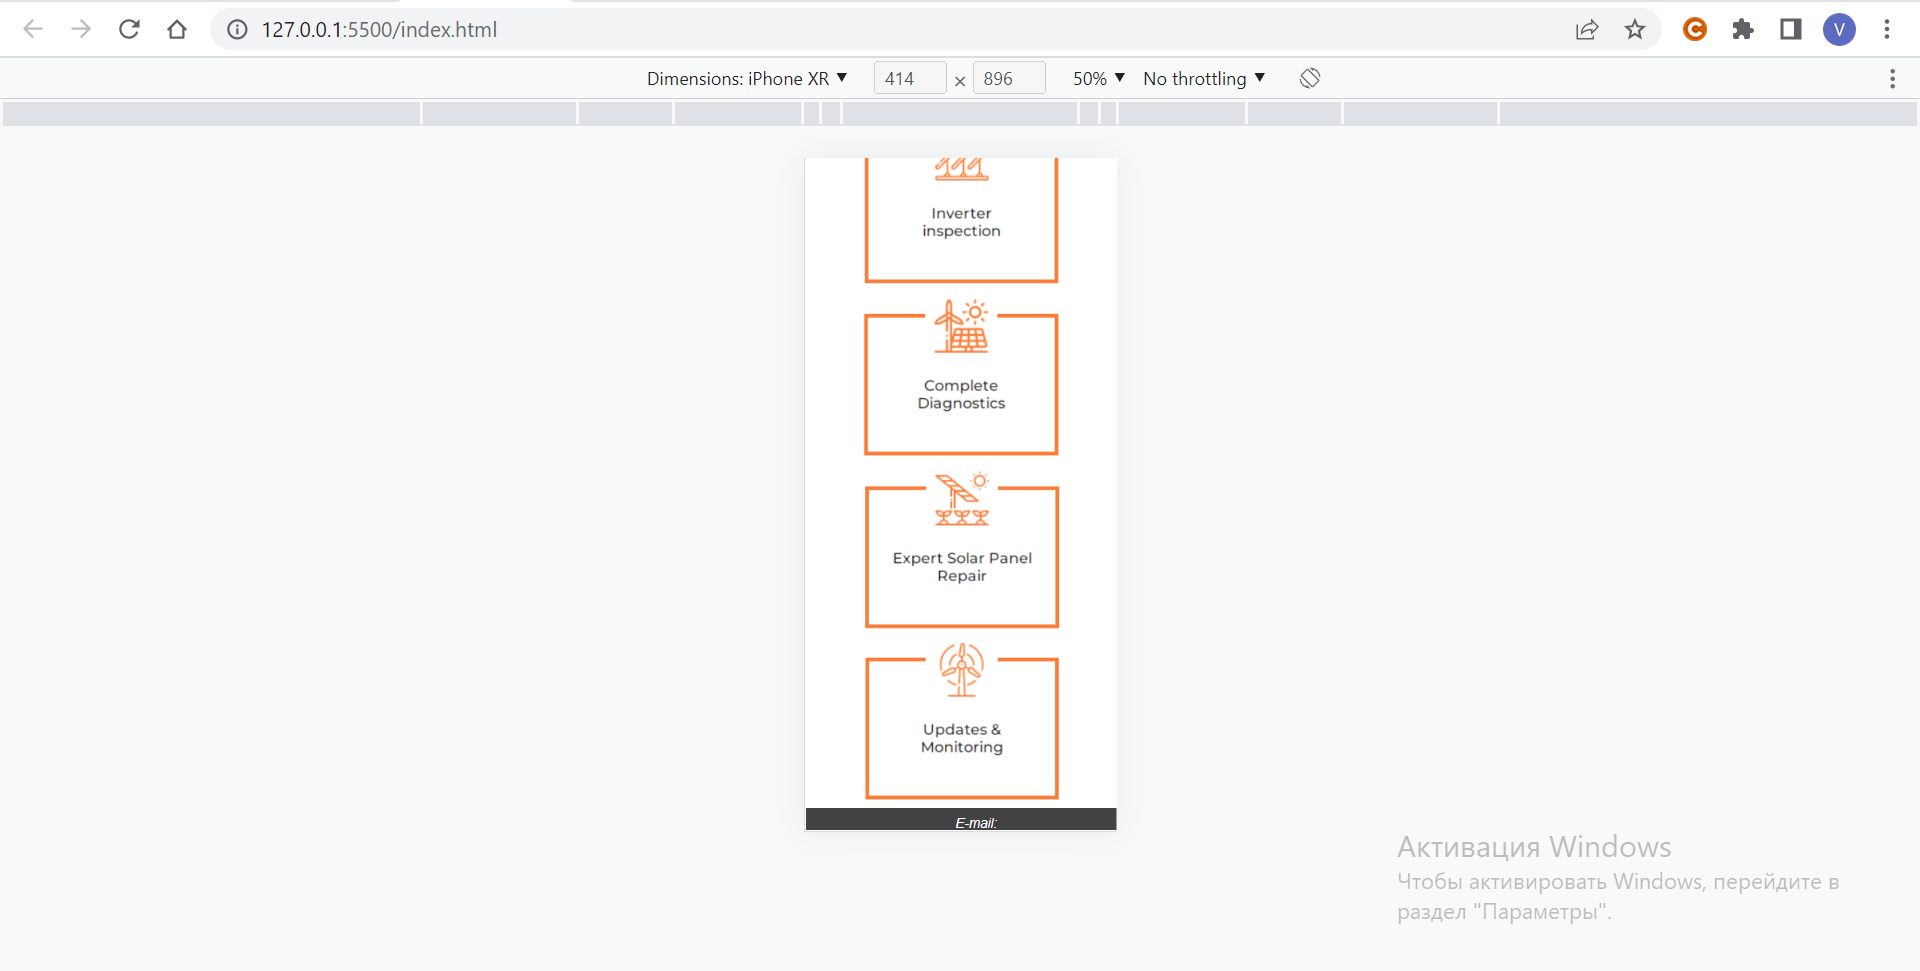 127.0.0.1:5500/index.html
V
Dimensions: iPhone XR ▼ 414 × 896 50% ▼ No throttling ▼
Inverter
inspection
Complete
Diagnostics
Expert Solar Panel
Repair
Updates &
Monitoring
E-mail:
Активация Windows
Чтобы активировать Windows, перейдите в
раздел "Параметры".